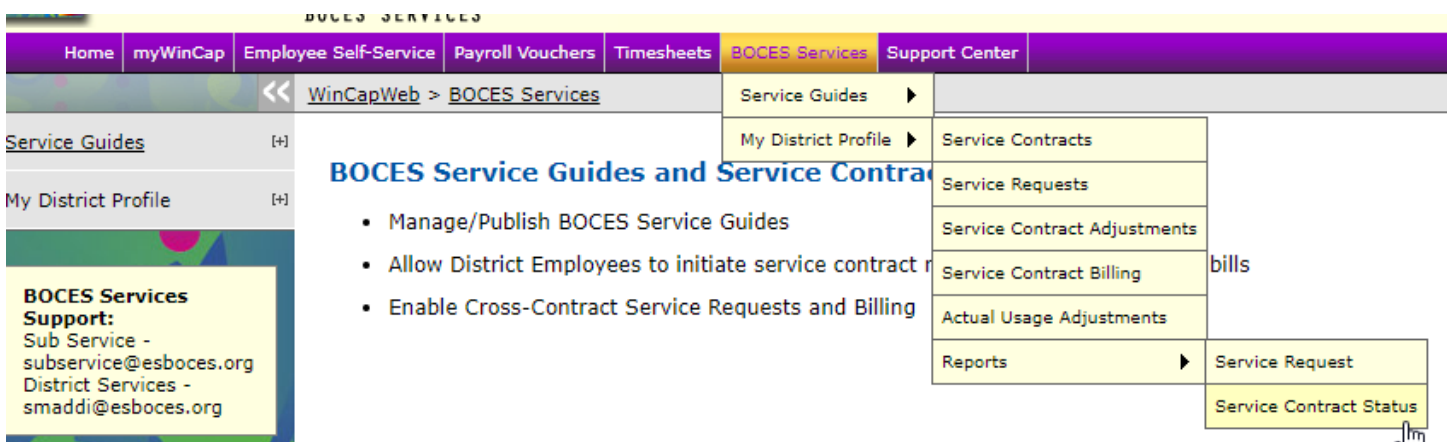 BOCES SERVICES
Home myWinCap Employee Self-Service Payroll Vouchers Timesheets BOCES Services Support Center
<< WinCapWeb > BOCES Services
Service Guides
My District Profile
Service Contracts
Service Requests
Service Contract Adjustments
Service Contract Billing
Actual Usage Adjustments
Reports
Service Request
Service Contract Status
Service Guides [+]
My District Profile [+]
BOCES Services
Support:
Sub Service -
subservice@esboces.org
District Services -
smaddi@esboces.org
BOCES Service Guides and Service Contrac
• Manage/Publish BOCES Service Guides
• Allow District Employees to initiate service contract r bills
• Enable Cross-Contract Service Requests and Billing